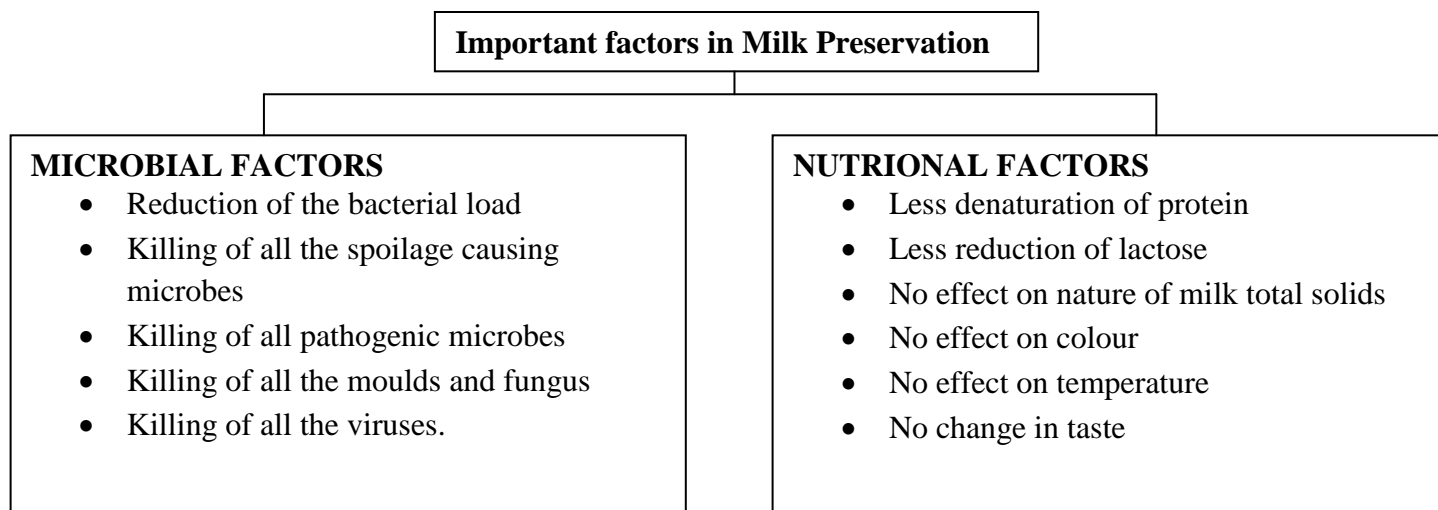 Important factors in Milk Preservation
MICROBIAL FACTORS
• Reduction of the bacterial load
• Killing of all the spoilage causing
microbes
• Killing of all pathogenic microbes
• Killing of all the moulds and fungus
• Killing of all the viruses.
NUTRIONAL FACTORS
• Less denaturation of protein
• Less reduction of lactose
• No effect on nature of milk total solids
• No effect on colour
• No effect on temperature
• No change in taste